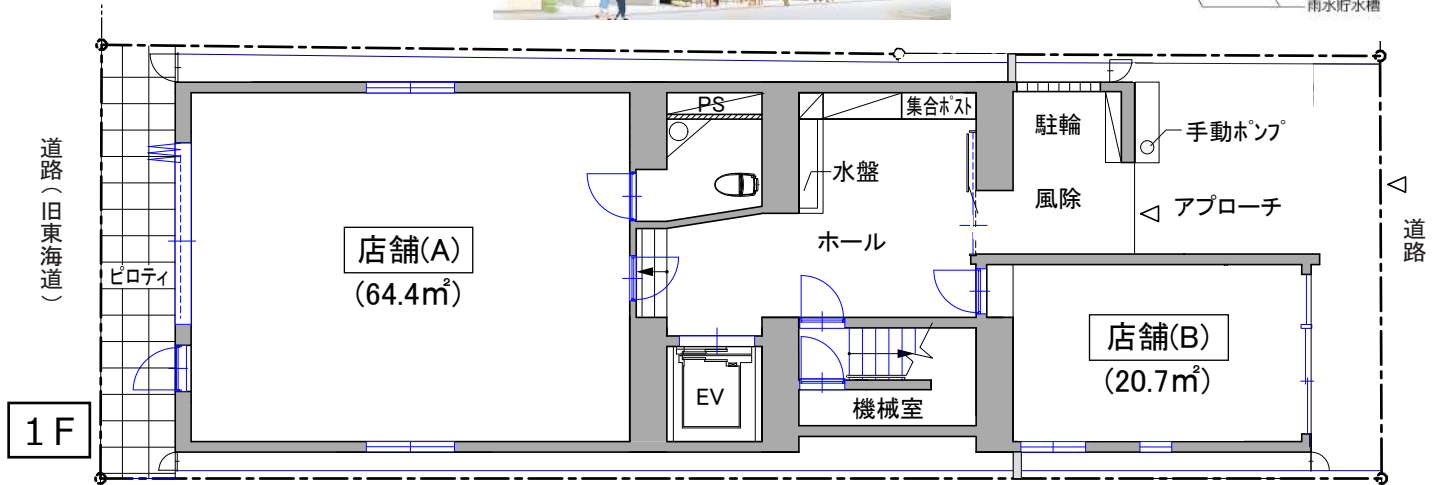 雨水貯水槽
PS
集合ﾎﾟｽﾄ
駐輪
手動ﾎﾟﾝﾌﾟ
水盤
風除
アプローチ
道路(旧東海道)
ホール
道路
店舗(A)
(64.4㎡)
ピロティ
店舗(B)
(20.7㎡)
EV
機械室
1F